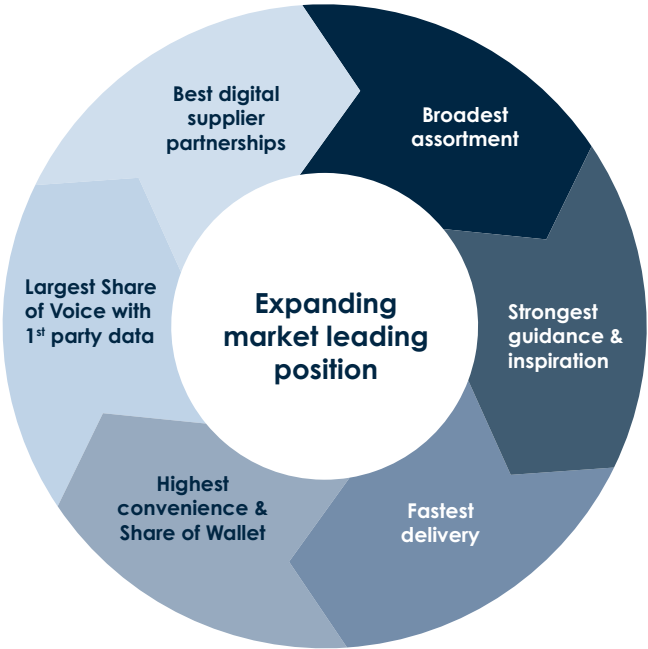 Best digital
supplier
partnerships
Broadest
assortment
Strongest
guidance &
inspiration
Fastest
delivery
Highest
convenience &
Share of Wallet
Largest Share
of Voice with
1st party data
Expanding
market leading
position